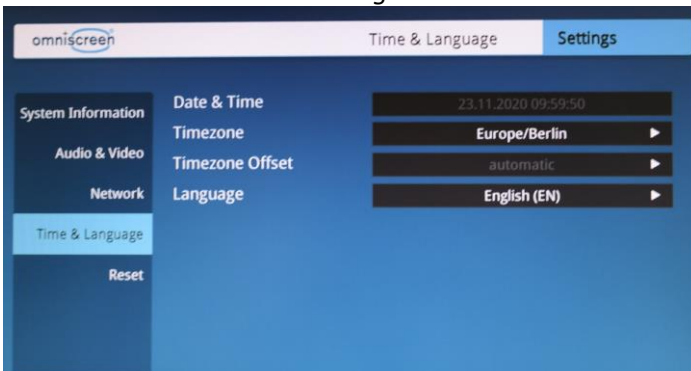 omniscreen
Time & Language
Settings
System Information
Audio & Video
Network
Time & Language
Reset
Date & Time 23.11.2020 09:59:50
Timezone Europe/Berlin
Timezone Offset automatic
Language English (EN)